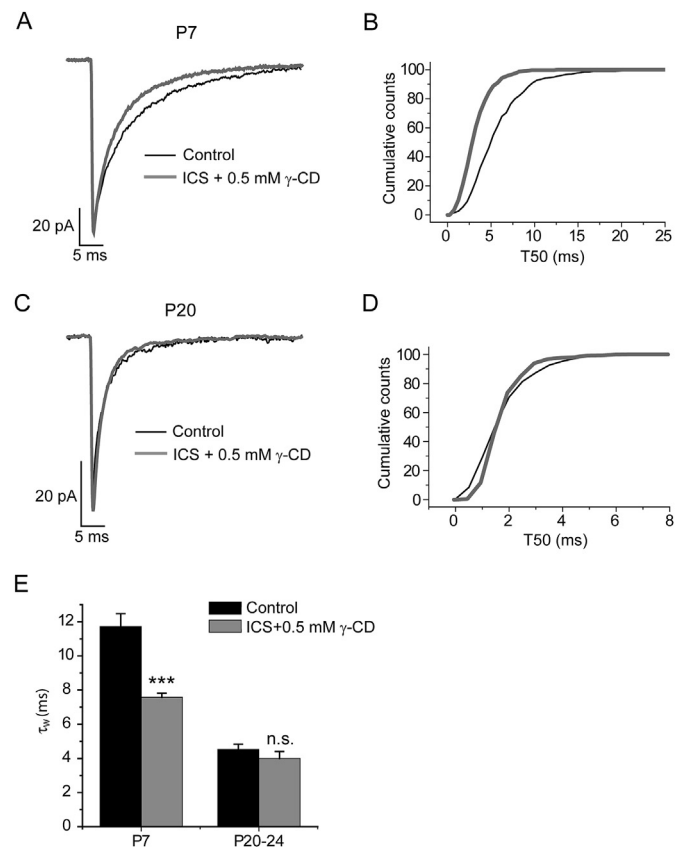 A
P7
Control
ICS + 0.5 mM γ-CD
20 pA
5 ms
B
Cumulative counts
100
80
60
40
20
0
0 5 10 15 20 25
T50 (ms)
C
P20
Control
ICS + 0.5 mM γ-CD
20 pA
5 ms
D
Cumulative counts
100
80
60
40
20
0
0 2 4 6 8
T50 (ms)
E
Control
ICS+0.5 mM γ-CD
τw (ms)
12
10
8
6
4
2
0
***
n.s.
P7 P20-24